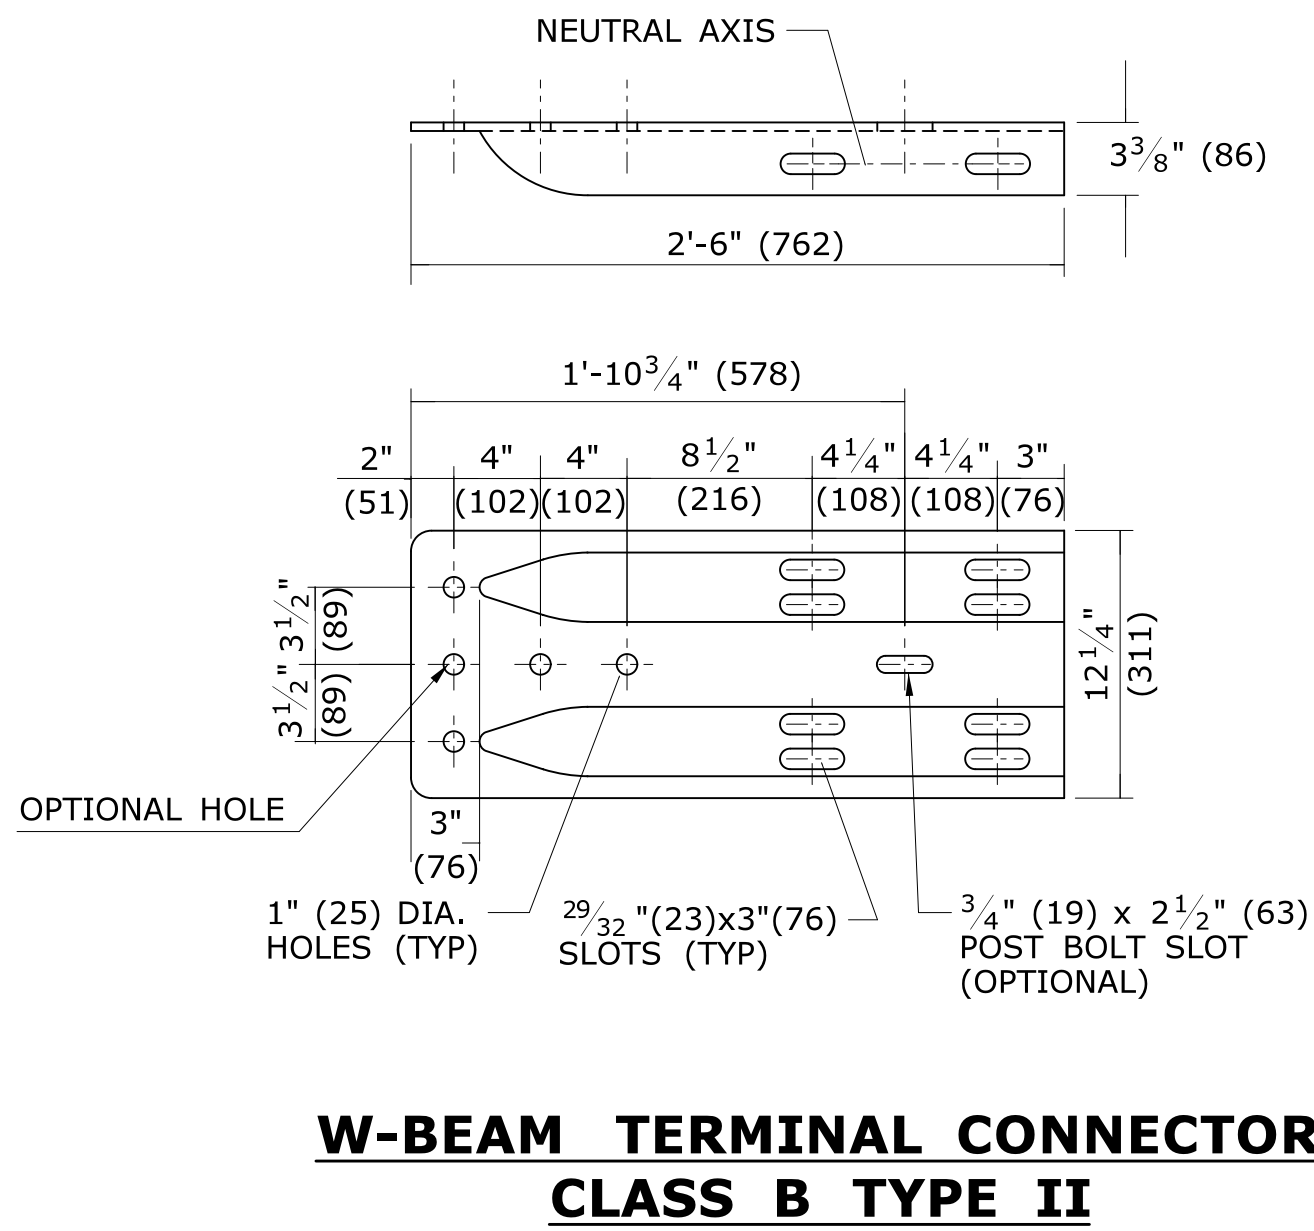 NEUTRAL AXIS
3 3/8" (86)
2'-6" (762)
1'-10 3/4" (578)
2" 4" 4" 8 1/2" 4 1/4" 4 1/4" 3"
(51) (102) (102) (216) (108) (108) (76)
3 1/2"
(89)
3 1/2"
(89)
12 1/4"
(311)
OPTIONAL HOLE
3"
(76)
1" (25) DIA.
HOLES (TYP)
29/32 "(23)x3"(76)
SLOTS (TYP)
3/4" (19) x 2 1/2" (63)
POST BOLT SLOT
(OPTIONAL)
W-BEAM TERMINAL CONNECTOR
CLASS B TYPE II